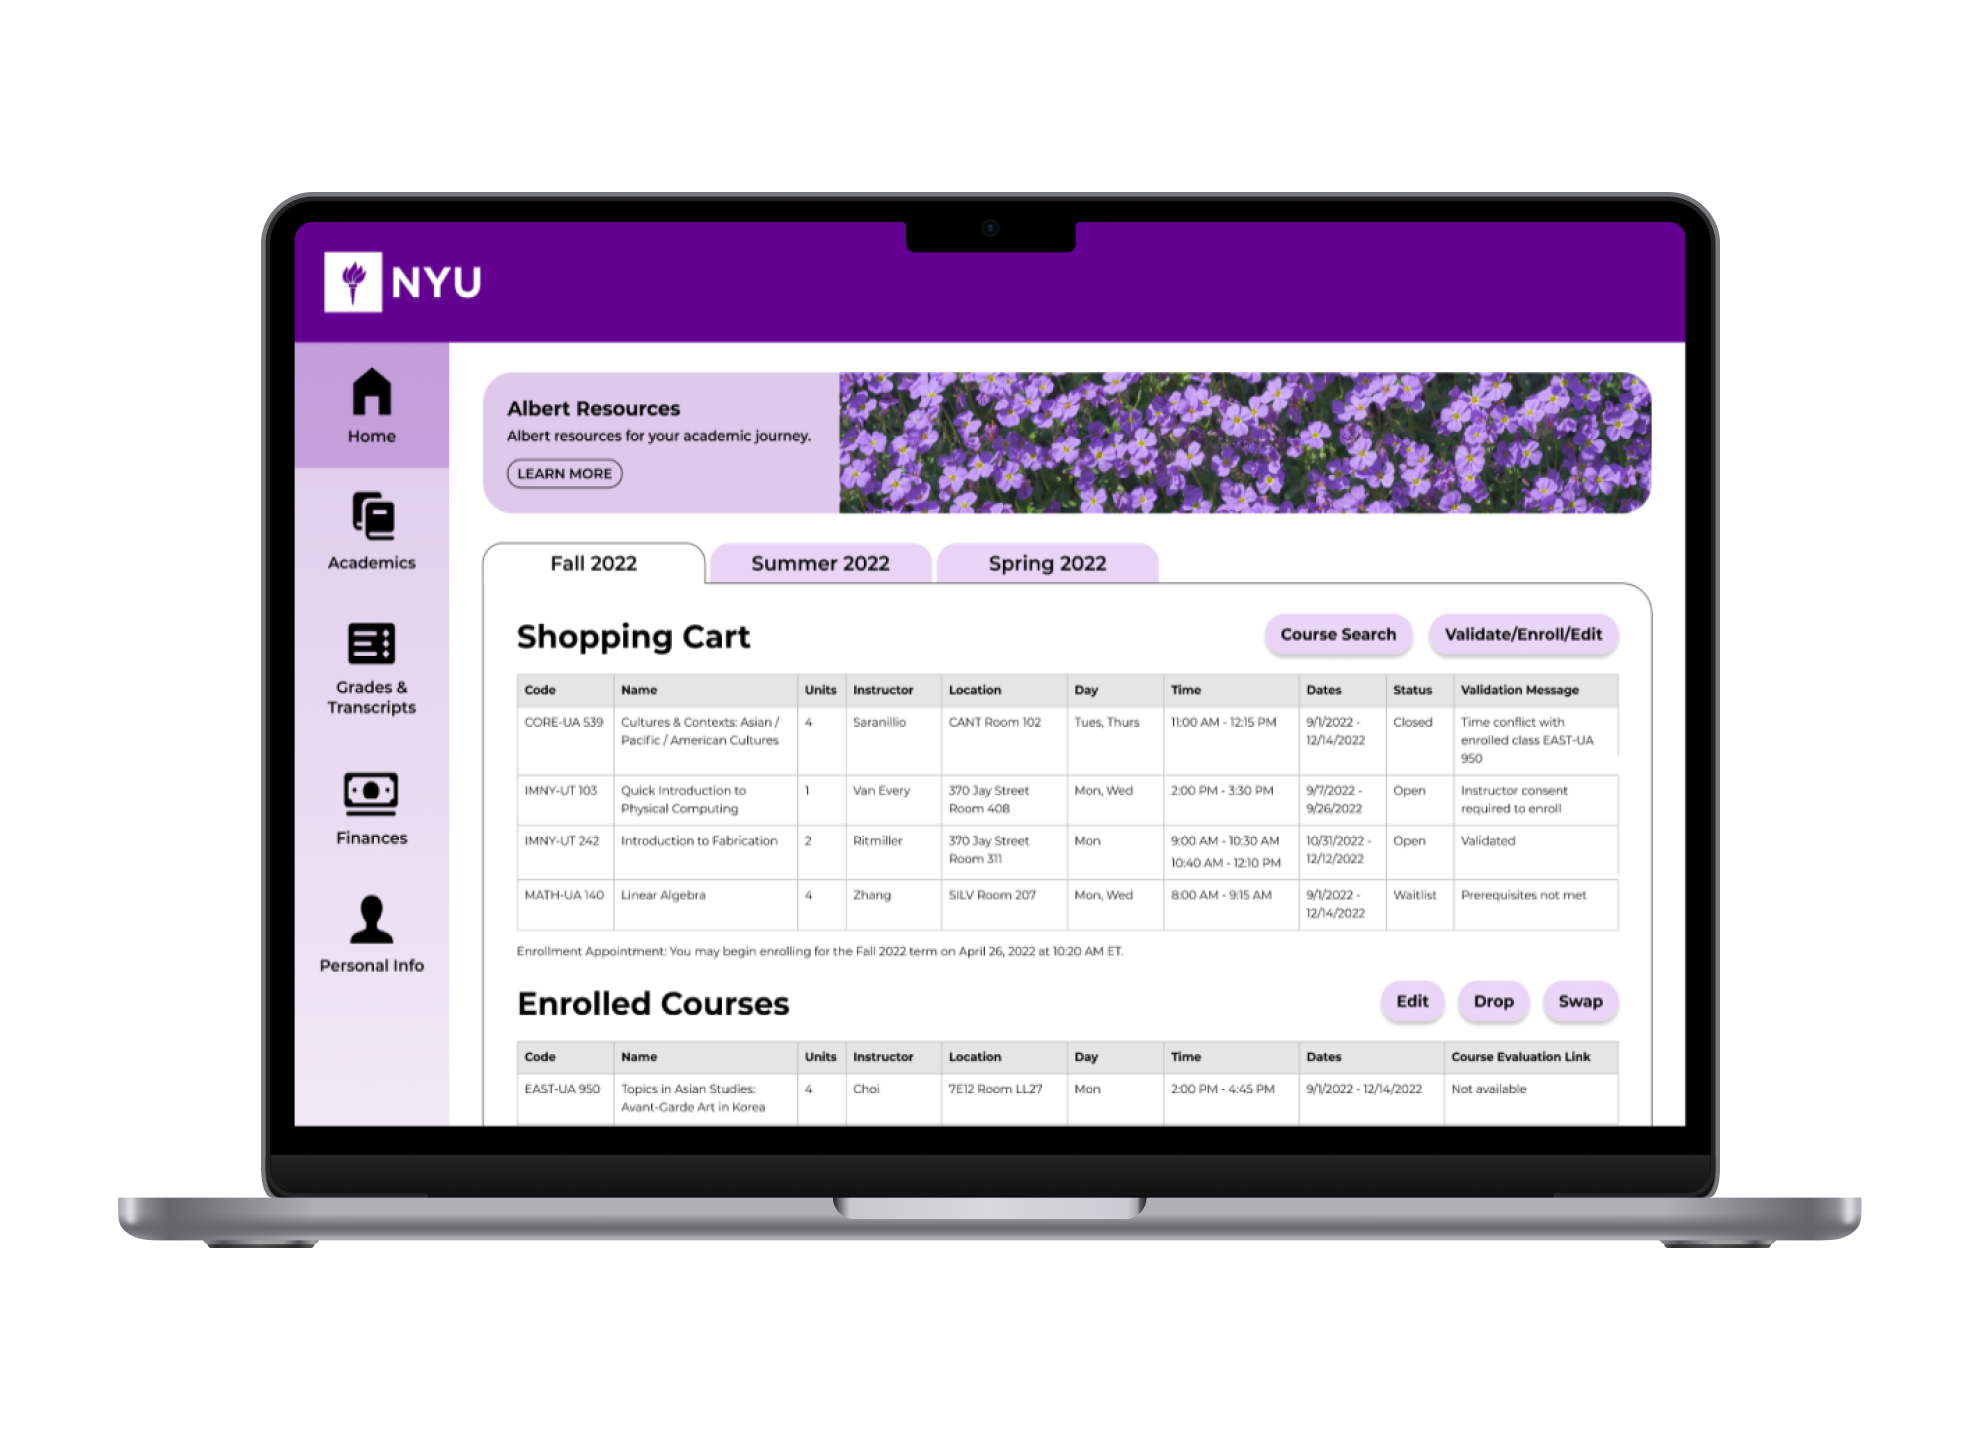 NYU
Home
Academics
Grades &
Transcripts
Finances
Personal Info
Albert Resources
Albert resources for your academic journey.
LEARN MORE
Fall 2022 Summer 2022 Spring 2022
Shopping Cart Course Search Validate/Enroll/Edit
Code Name Units Instructor Location Day Time Dates Status Validation Message
CORE-UA 539 Cultures & Contexts: Asian / 4 Saranillio CANT Room 102 Tues, Thurs 11:00 AM - 12:15 PM 9/1/2022 - Closed Time conflict with
Pacific / American Cultures 12/14/2022 enrolled class EAST-UA
950
IMNY-UT 103 Quick Introduction to 1 Van Every 370 Jay Street Mon, Wed 2:00 PM - 3:30 PM 9/7/2022 - Open Instructor consent
Physical Computing Room 408 9/26/2022 required to enroll
IMNY-UT 242 Introduction to Fabrication 2 Ritmiller 370 Jay Street Mon 9:00 AM - 10:30 AM 10/31/2022 - Open Validated
Room 311 10:40 AM - 12:10 PM 12/12/2022
MATH-UA 140 Linear Algebra 4 Zhang SILV Room 207 Mon, Wed 8:00 AM - 9:15 AM 9/1/2022 - Waitlist Prerequisites not met
12/14/2022
Enrollment Appointment: You may begin enrolling for the Fall 2022 term on April 26, 2022 at 10:20 AM ET.
Enrolled Courses Edit Drop Swap
Code Name Units Instructor Location Day Time Dates Course Evaluation Link
EAST-UA 950 Topics in Asian Studies: 4 Choi 7E12 Room LL27 Mon 2:00 PM - 4:45 PM 9/1/2022 - 12/14/2022 Not available
Avant-Garde Art in Korea